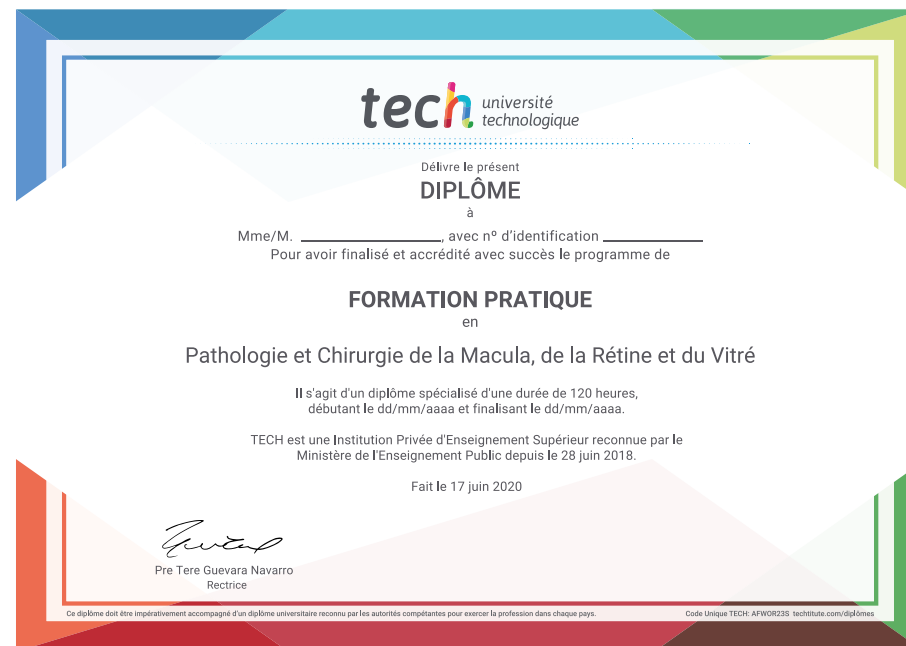 tech université
technologique
Délivre le présent
DIPLÔME
à
Mme/M. ____________________, avec nº d'identification ______________
Pour avoir finalisé et accrédité avec succès le programme de
FORMATION PRATIQUE
en
Pathologie et Chirurgie de la Macula, de la Rétine et du Vitré
Il s'agit d'un diplôme spécialisé d'une durée de 120 heures,
débutant le dd/mm/aaaa et finalisant le dd/mm/aaaa.
TECH est une Institution Privée d'Enseignement Supérieur reconnue par le
Ministère de l'Enseignement Public depuis le 28 juin 2018.
Fait le 17 juin 2020
Pre Tere Guevara Navarro
Rectrice
Ce diplôme doit être impérativement accompagné d'un diplôme universitaire reconnu par les autorités compétentes pour exercer la profession dans chaque pays.
Code Unique TECH: AFWOR23S techtitute.com/diplômes